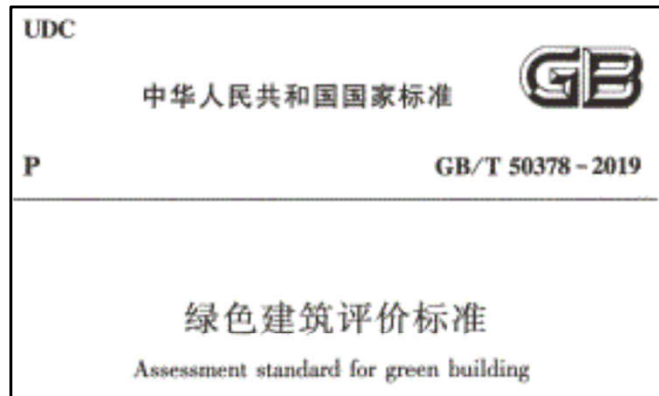 UDC
GB
中华人民共和国国家标准
P
GB/T 50378-2019
绿色建筑评价标准
Assessment standard for green building